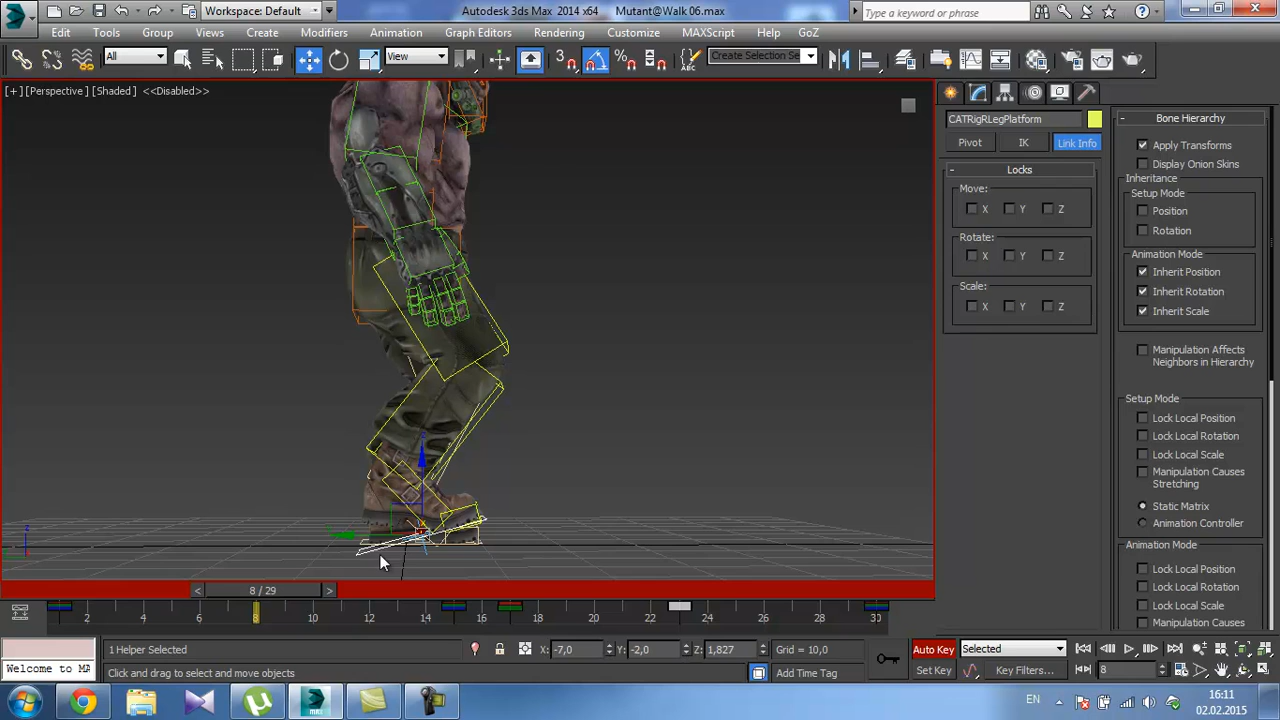 Workspace: Default
Autodesk 3ds Max 2014 x64 Mutant@Walk 06.max
Type a keyword or phrase
Edit Tools Group Views Create Modifiers Animation Graph Editors Rendering Customize MAXScript Help GoZ
All View 3 Create Selection Se
[+] [Perspective] [Shaded] <<Disabled>>
CATRigRLegPlatform
Pivot IK Link Info
- Locks
Move:
X Y Z
Rotate:
X Y Z
Scale:
X Y Z
- Bone Hierarchy
Apply Transforms
Display Onion Skins
Inheritance
Setup Mode
Position
Rotation
Animation Mode
Inherit Position
Inherit Rotation
Inherit Scale
Manipulation Affects
Neighbors in Hierarchy
Setup Mode
Lock Local Position
Lock Local Rotation
Lock Local Scale
Manipulation Causes
Stretching
Static Matrix
Animation Controller
Animation Mode
Lock Local Position
Lock Local Rotation
Lock Local Scale
Manipulation Causes
< 8 / 29 >
2 4 6 8 10 12 14 16 18 20 22 24 26 28 30
1 Helper Selected X: -7,0 Y: -2,0 Z: 1,827 Grid = 10,0 Auto Key Selected
Welcome to MA Click and drag to select and move objects Add Time Tag Set Key Key Filters... 8
EN 16:11
02.02.2015